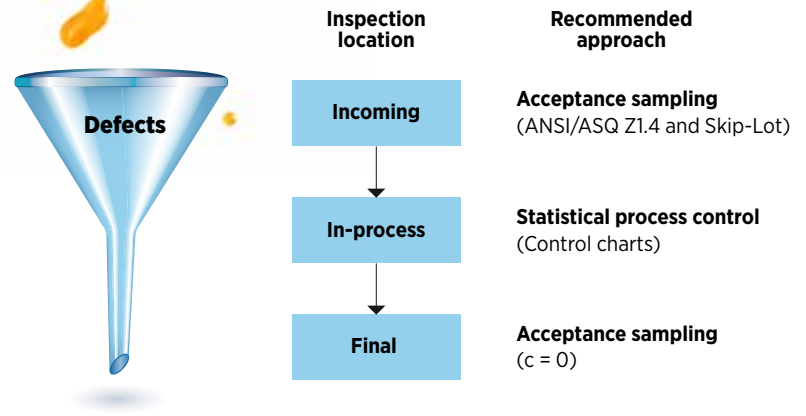 Inspection
location
Recommended
approach
Defects
Incoming
Acceptance sampling
(ANSI/ASQ Z1.4 and Skip-Lot)
In-process
Statistical process control
(Control charts)
Final
Acceptance sampling
(c = 0)